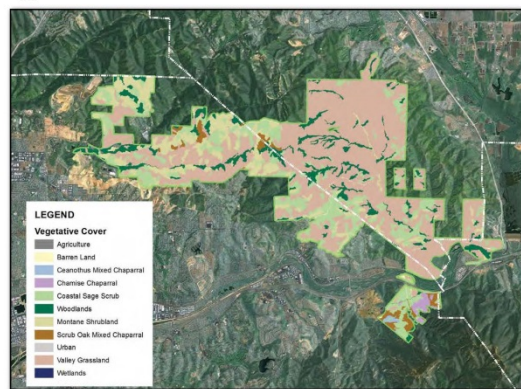 LEGEND
Vegetative Cover
Agriculture
Barren Land
Ceanothus Mixed Chaparral
Chamise Chaparral
Coastal Sage Scrub
Woodlands
Montane Shrubland
Scrub Oak Mixed Chaparral
Urban
Valley Grassland
Wetlands